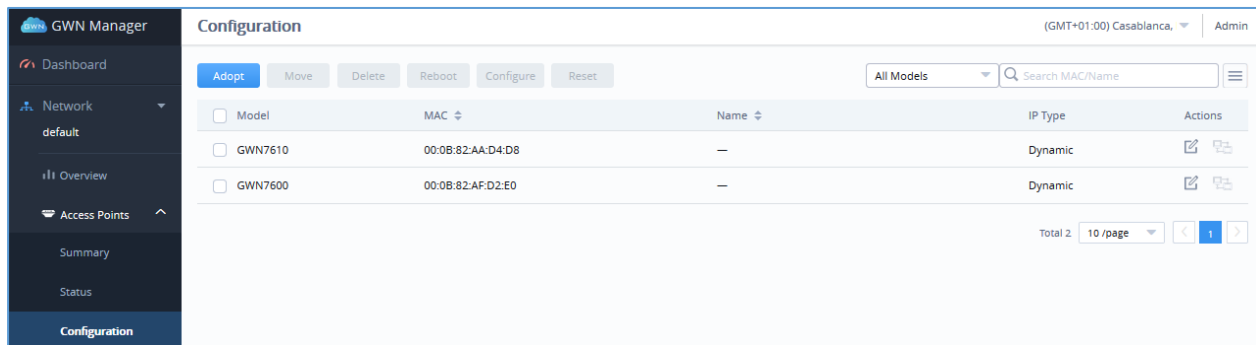 GWN GWN Manager
Configuration
(GMT+01:00) Casablanca,
Admin
Dashboard
Network
default
Overview
Access Points
Summary
Status
Configuration
Adopt Move Delete Reboot Configure Reset
All Models
Search MAC/Name
Model MAC Name IP Type Actions
GWN7610 00:0B:82:AA:D4:D8 — Dynamic
GWN7600 00:0B:82:AF:D2:E0 — Dynamic
Total 2 10 /page < 1 >